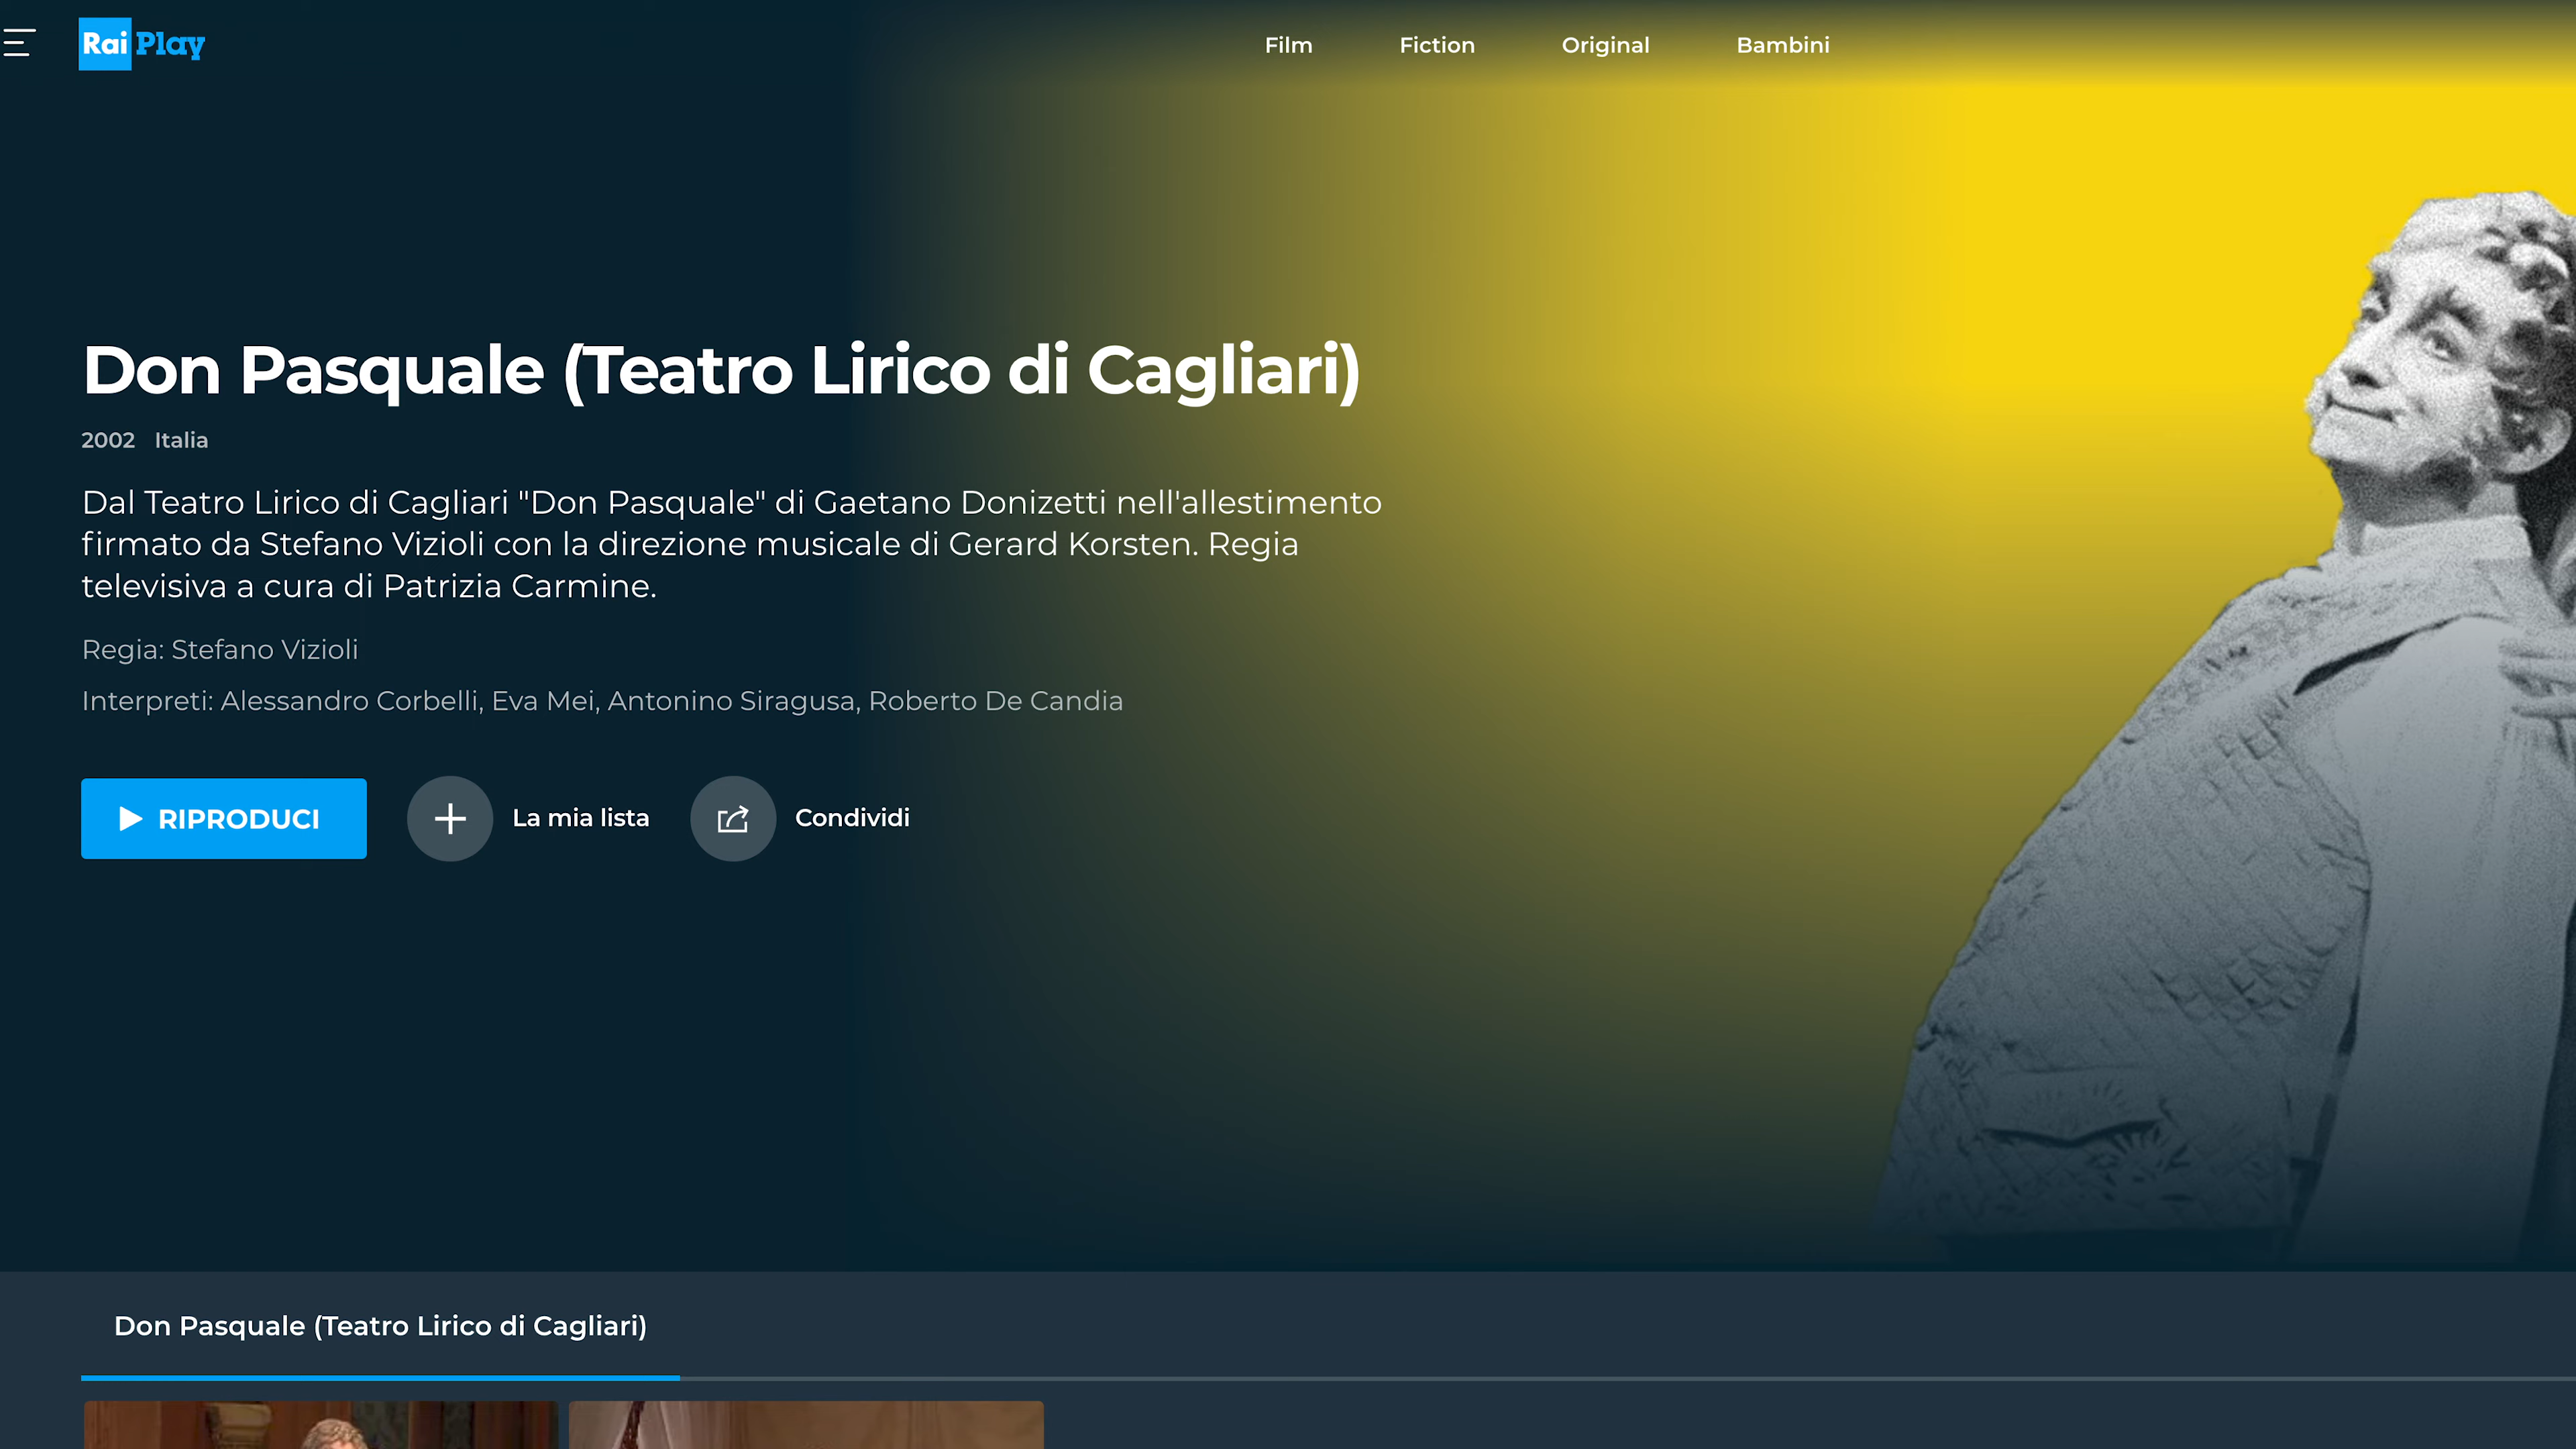 Rai Play
Film
Fiction
Original
Bambini
Don Pasquale (Teatro Lirico di Cagliari)
2002 Italia
Dal Teatro Lirico di Cagliari "Don Pasquale" di Gaetano Donizetti nell'allestimento
firmato da Stefano Vizioli con la direzione musicale di Gerard Korsten. Regia
televisiva a cura di Patrizia Carmine.
Regia: Stefano Vizioli
Interpreti: Alessandro Corbelli, Eva Mei, Antonino Siragusa, Roberto De Candia
RIPRODUCI
La mia lista
Condividi
Don Pasquale (Teatro Lirico di Cagliari)